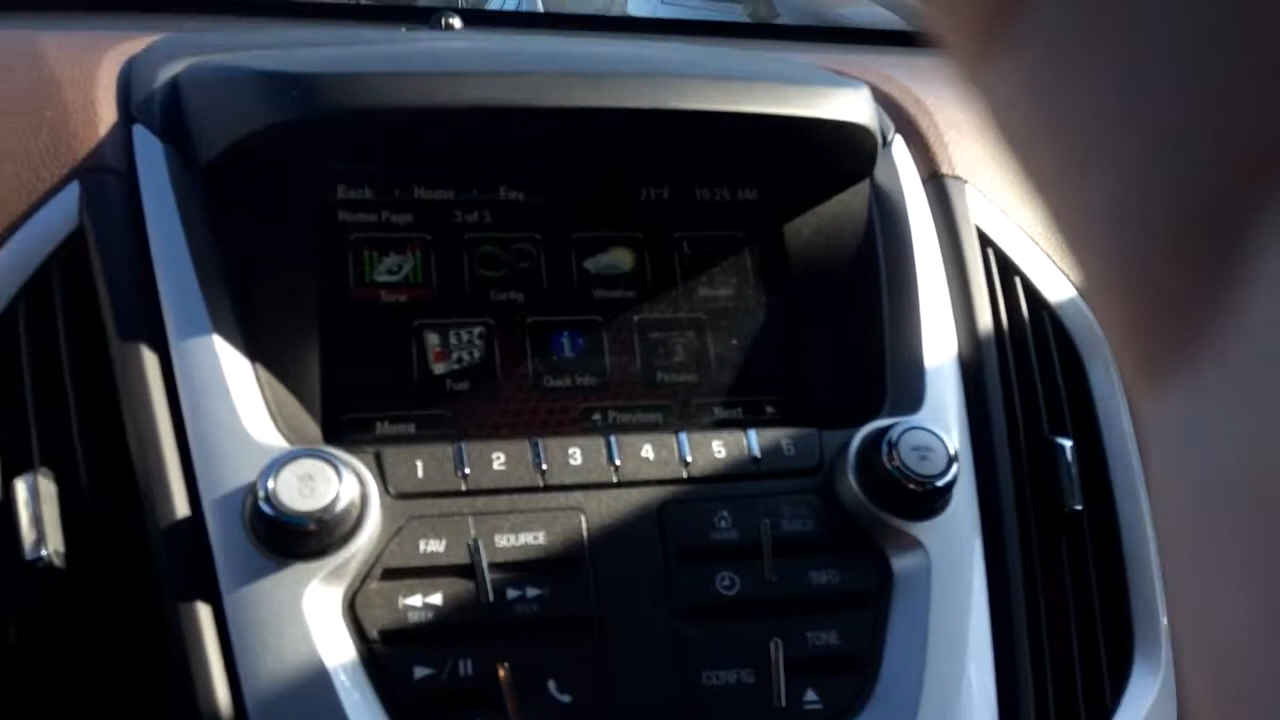 Back Home Fav 71°F 10:25 AM
Home Page 3 of 3
Tone Config Weather
Fuel Quick Info Pictures
Menu Previous Next
1 2 3 4 5 6
FAV SOURCE HOME BACK
SEEK SEEK INFO
TONE
CONFIG